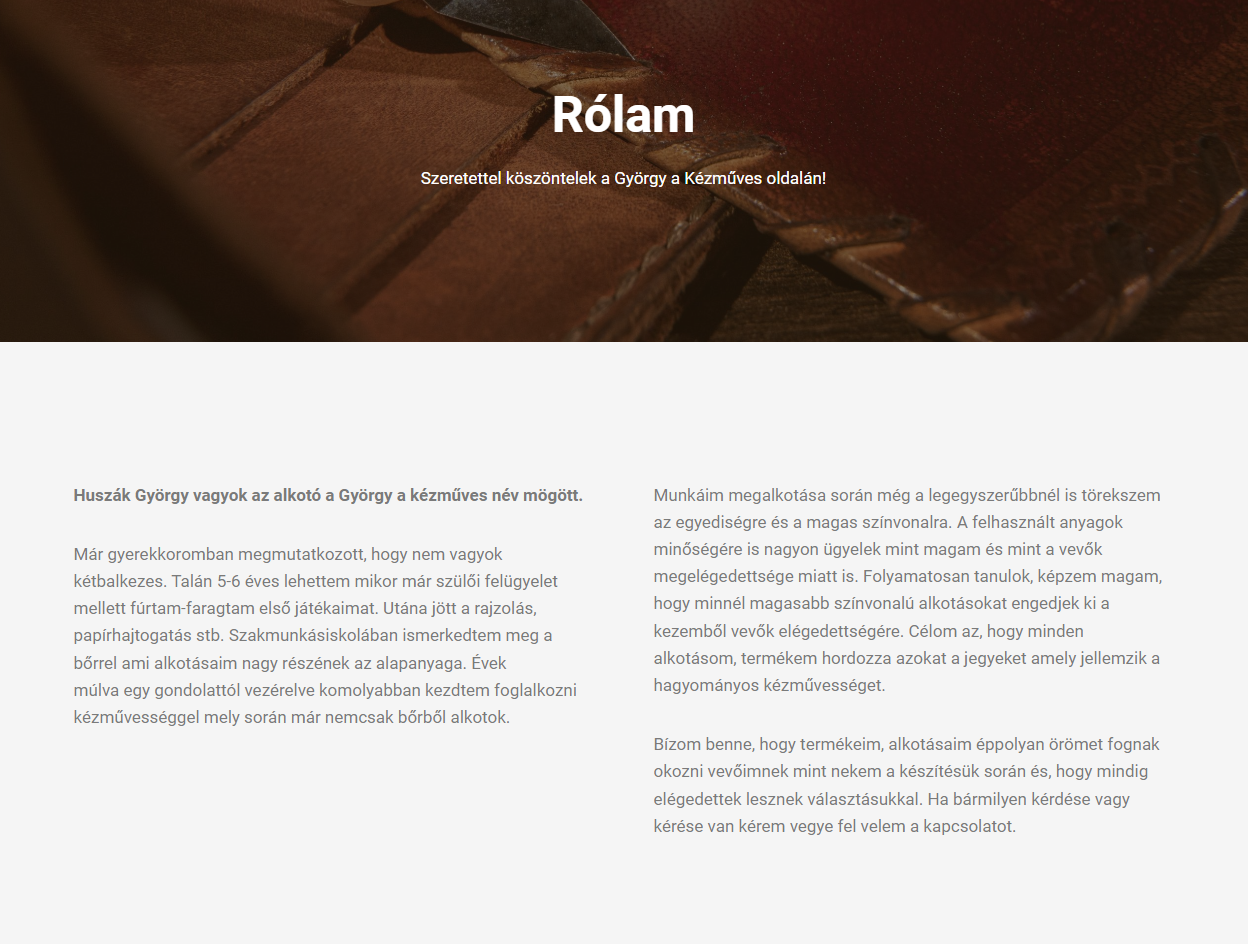 Rólam
Szeretettel köszöntelek a György a Kézműves oldalán!
Huszák György vagyok az alkotó a György a kézműves név mögött.
Már gyerekkoromban megmutatkozott, hogy nem vagyok
kétbalkezes. Talán 5-6 éves lehettem mikor már szülői felügyelet
mellett fúrtam-faragtam első játékaimat. Utána jött a rajzolás,
papírhajtogatás stb. Szakmunkásiskolában ismerkedtem meg a
bőrrel ami alkotásaim nagy részének az alapanyaga. Évek
múlva egy gondolattól vezérelve komolyabban kezdtem foglalkozni
kézművességgel mely során már nemcsak bőrből alkotok.
Munkáim megalkotása során még a legegyszerűbbnél is törekszem
az egyediségre és a magas színvonalra. A felhasznált anyagok
minőségére is nagyon ügyelek mint magam és mint a vevők
megelégedettsége miatt is. Folyamatosan tanulok, képzem magam,
hogy minnél magasabb színvonalú alkotásokat engedjek ki a
kezemből vevők elégedettségére. Célom az, hogy minden
alkotásom, termékem hordozza azokat a jegyeket amely jellemzik a
hagyományos kézművességet.
Bízom benne, hogy termékeim, alkotásaim éppolyan örömet fognak
okozni vevőimnek mint nekem a készítésük során és, hogy mindig
elégedettek lesznek választásukkal. Ha bármilyen kérdése vagy
kérése van kérem vegye fel velem a kapcsolatot.